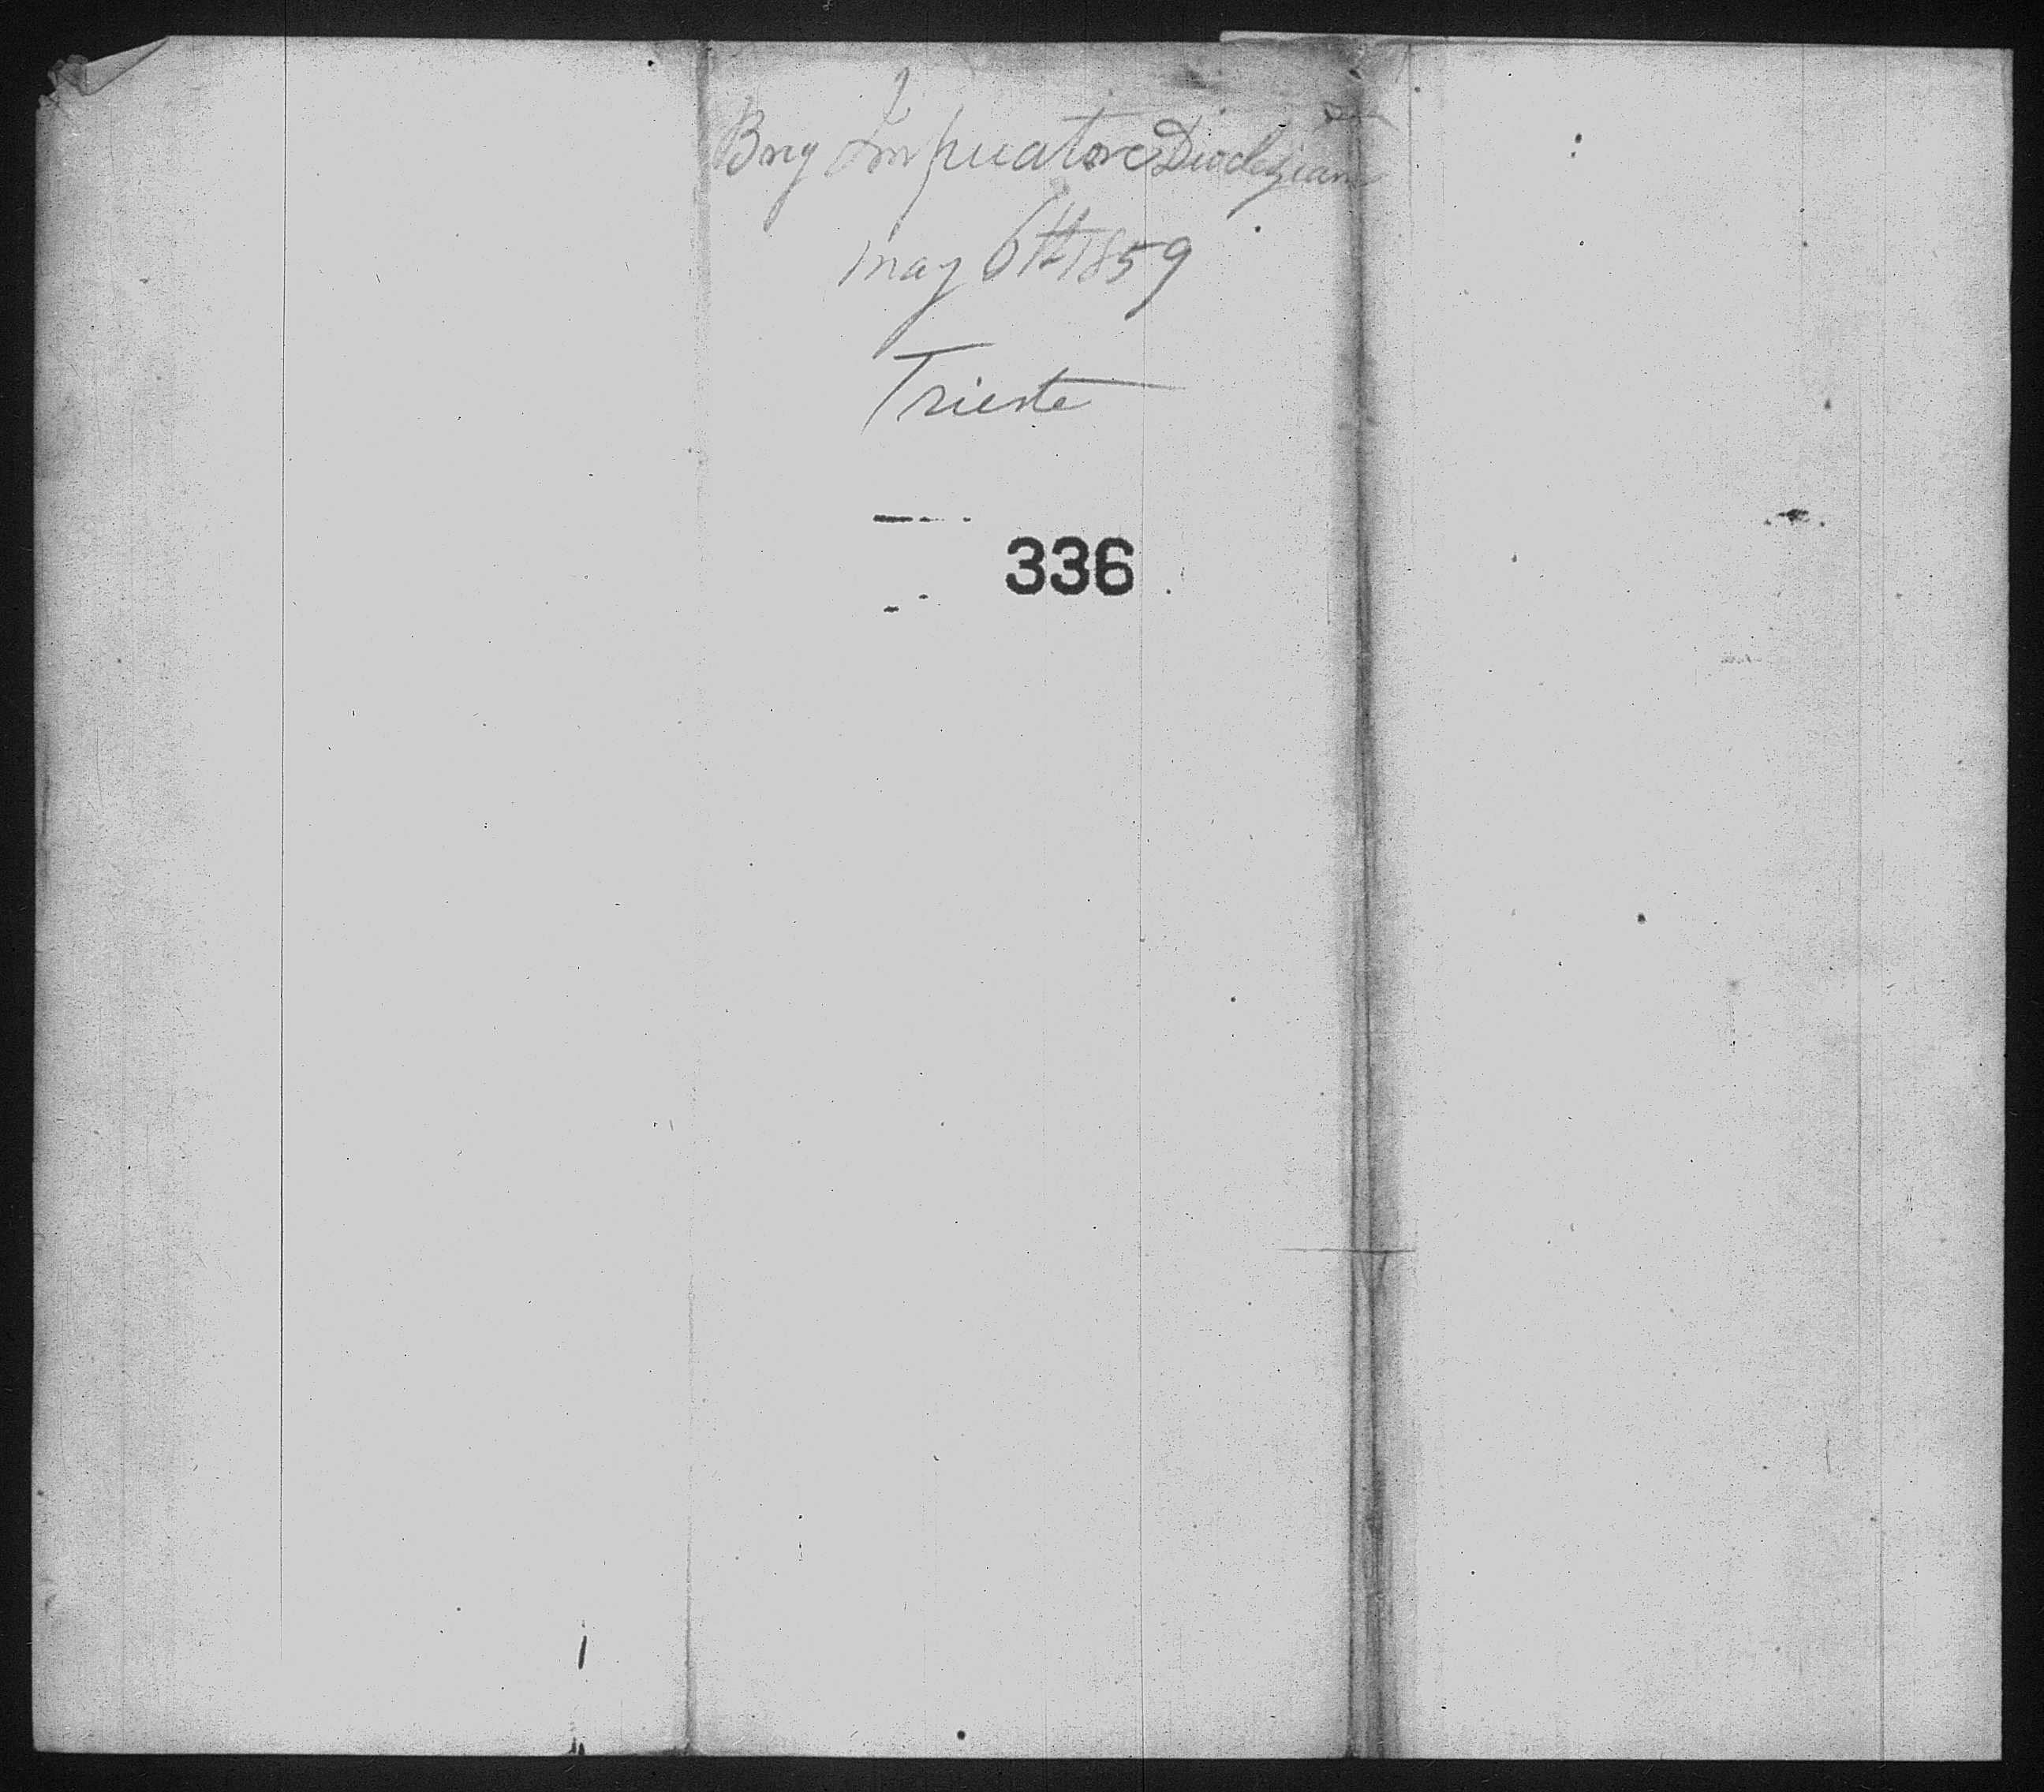 Brig Imperatore Diocleziano
May 6th 1859
Trieste
336